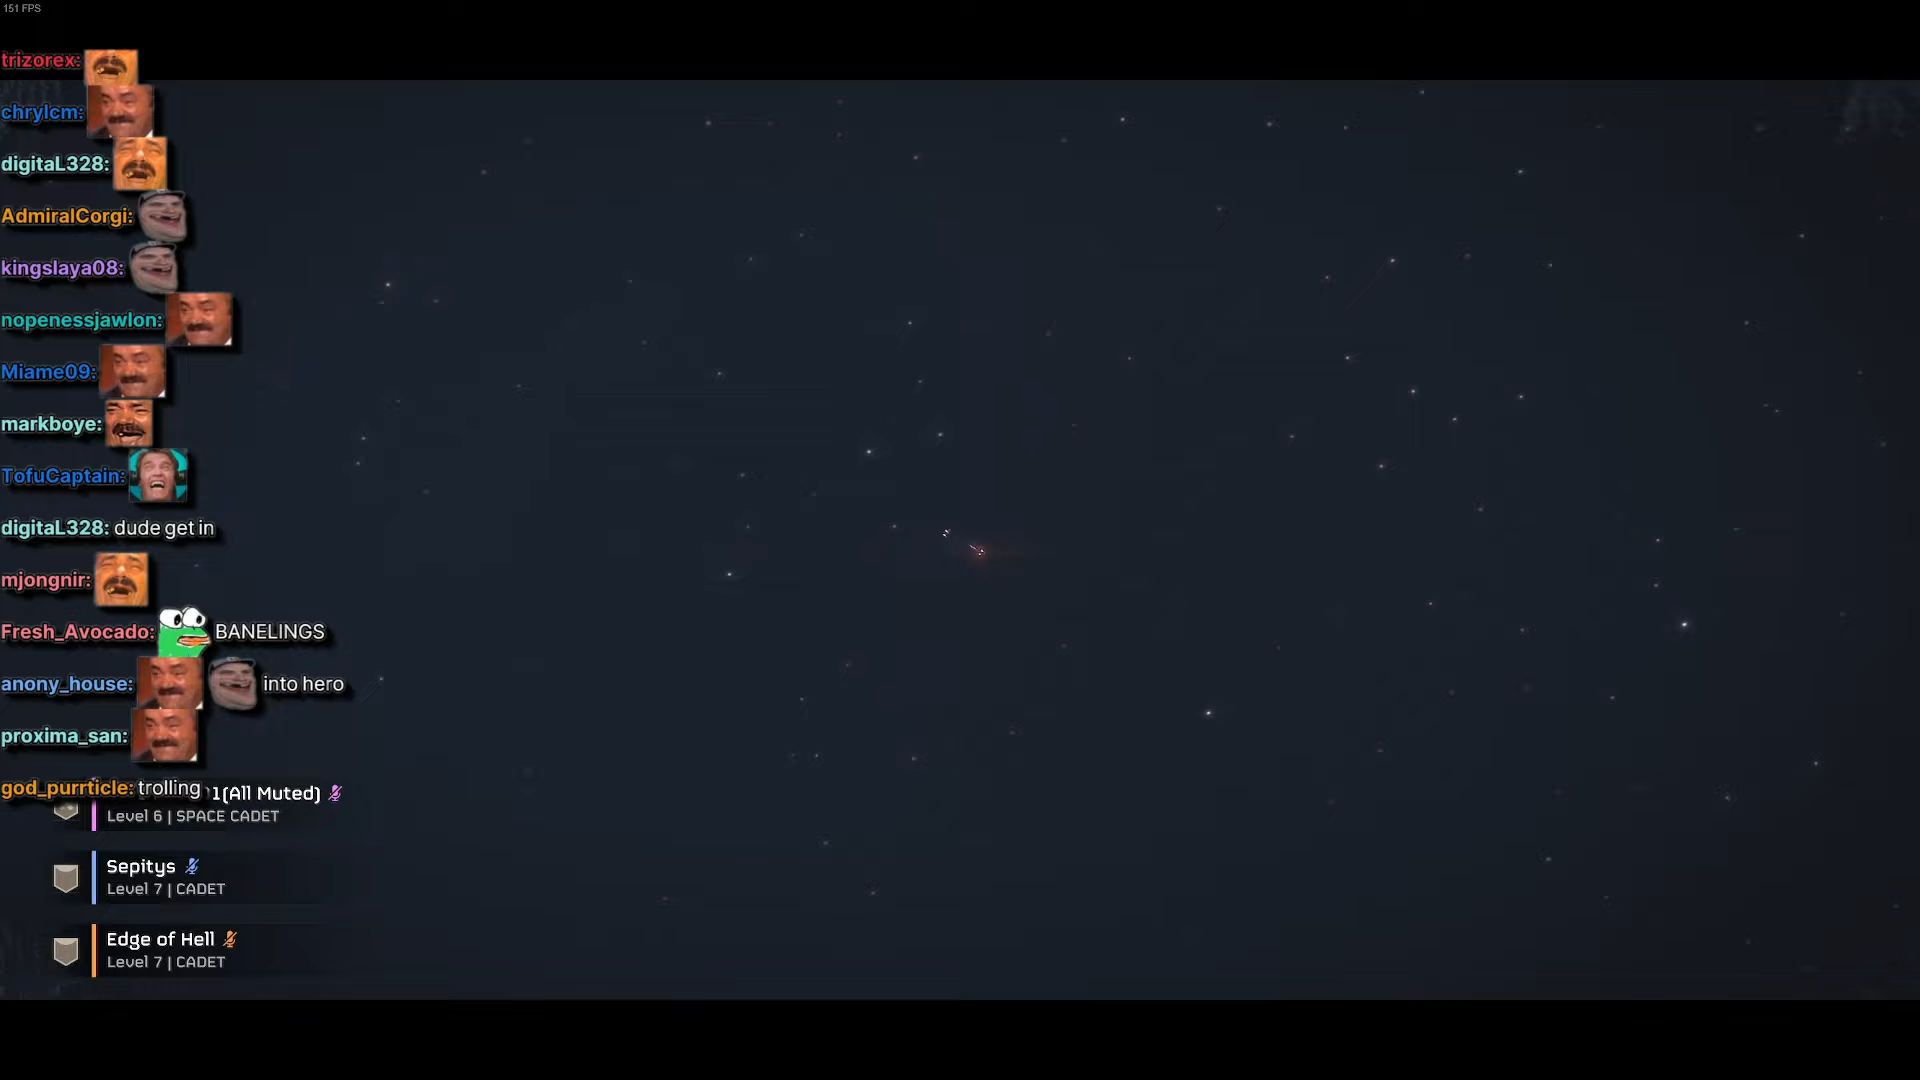 151 FPS
trizorex:
chrylcm:
digitaL328:
AdmiralCorgi:
kingslaya08:
nopenessjawlon:
Miame09:
markboye:
TofuCaptain:
digitaL328: dude get in
mjongnir:
Fresh_Avocado: BANELINGS
anony_house: into hero
proxima_san:
god_purrticle: trolling
1(All Muted)
Level 6 | SPACE CADET
Sepitys
Level 7 | CADET
Edge of Hell
Level 7 | CADET